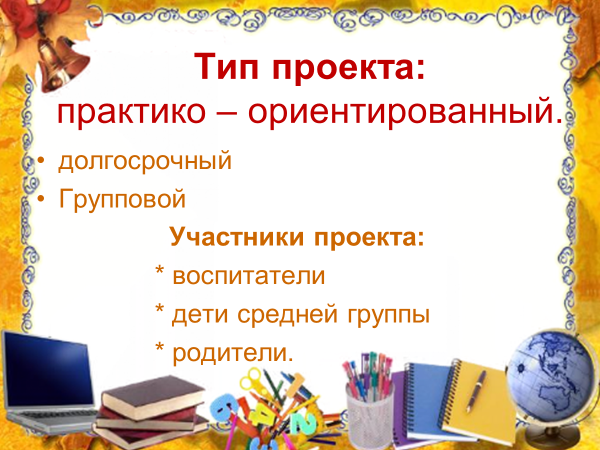 Тип проекта:
практико – ориентированный.
• долгосрочный
• Групповой
Участники проекта:
* воспитатели
* дети средней группы
* родители.